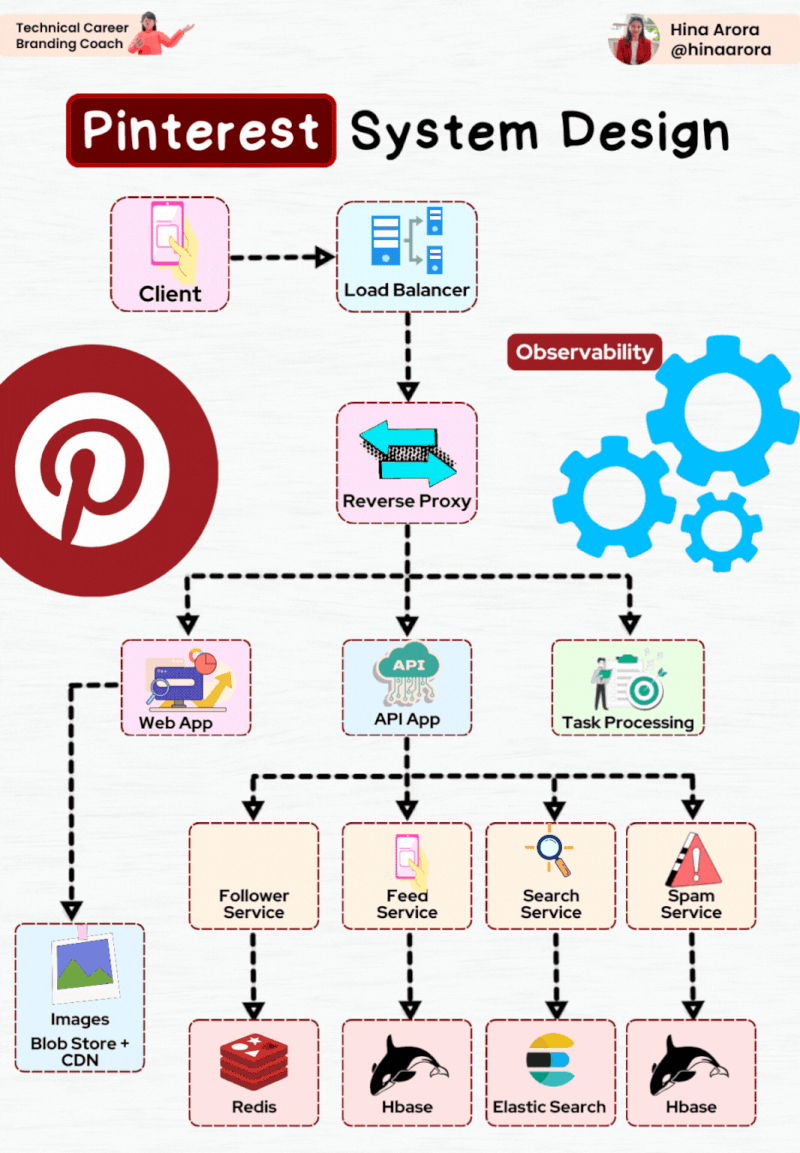 Technical Career
Branding Coach
Hina Arora
@hinaarora
Pinterest System Design
Client
Load Balancer
Observability
Reverse Proxy
Web App
API
API App
Task Processing
Follower
Service
Feed
Service
Search
Service
Spam
Service
Images
Blob Store +
CDN
Redis
Hbase
Elastic Search
Hbase